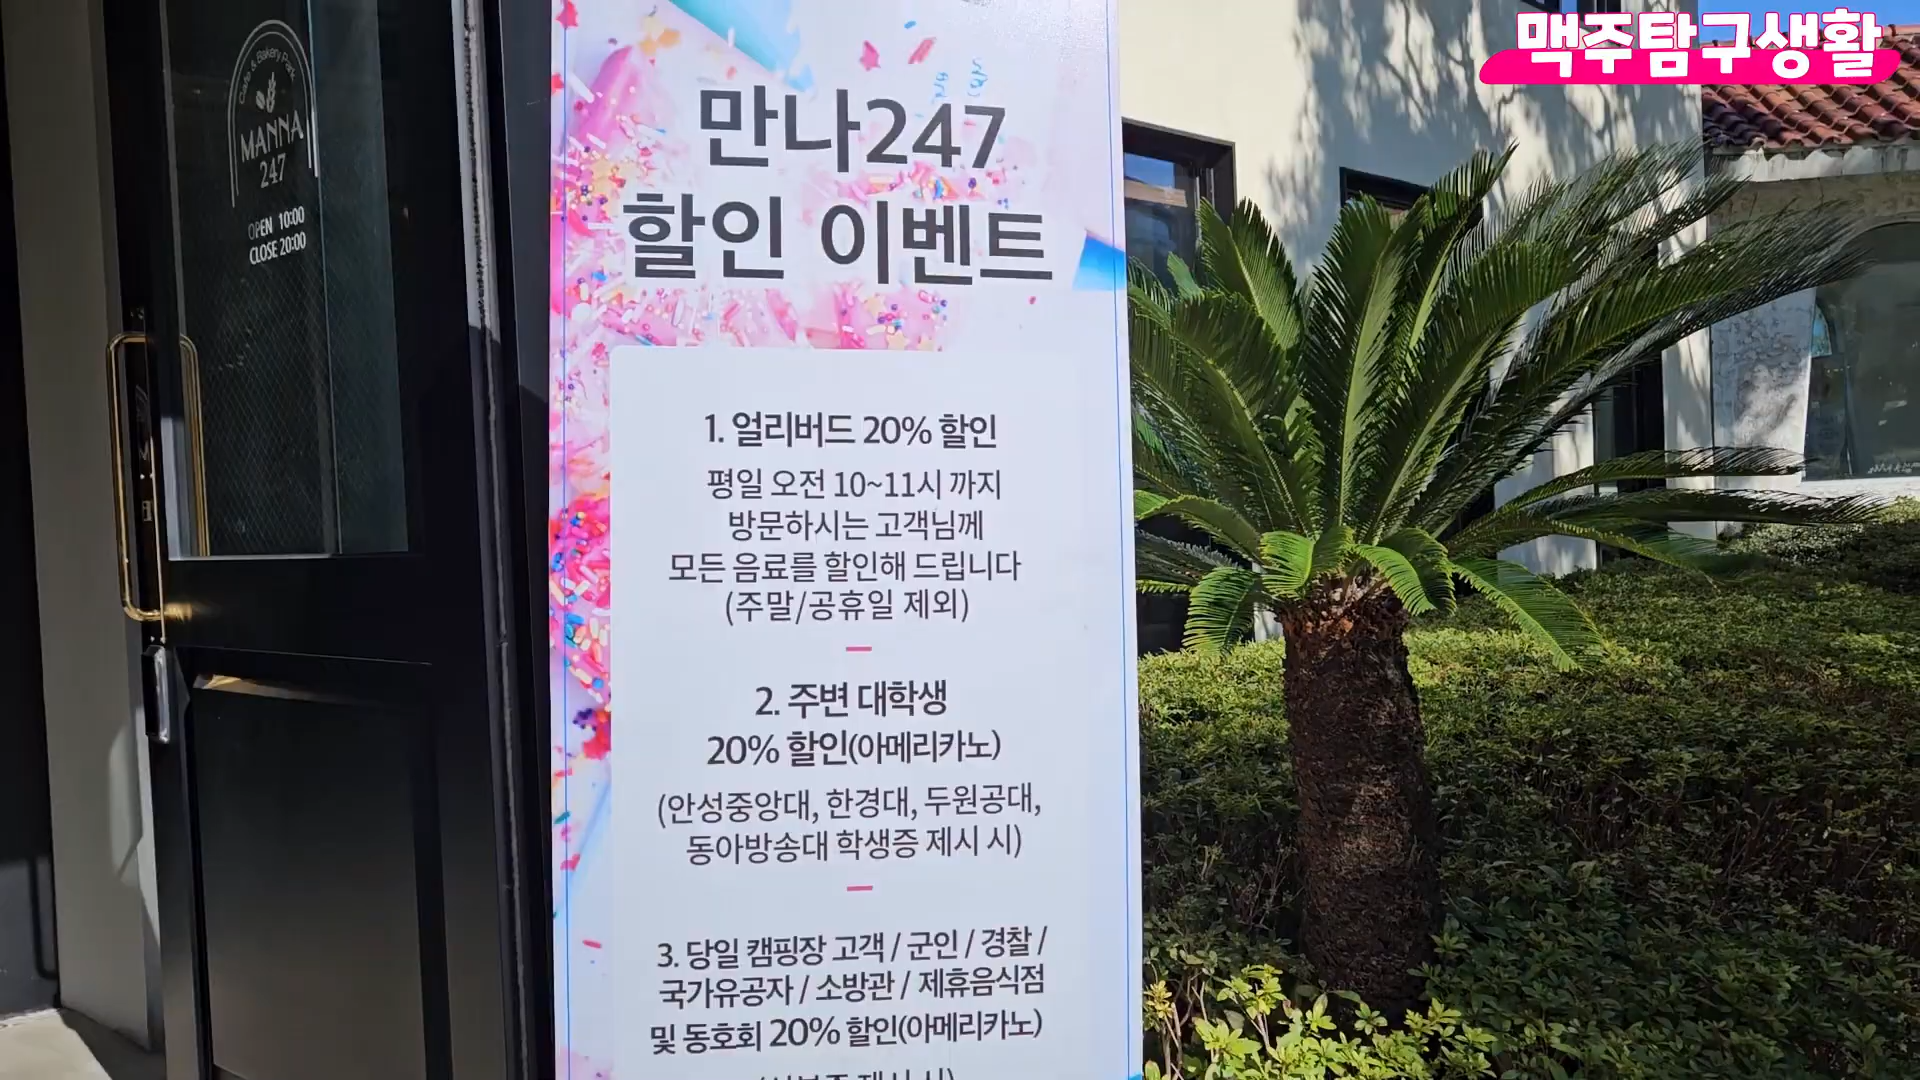 맥주탐구생활
Cafe & Bakery Park
MANNA
247
OPEN 10:00
CLOSE 20:00
만나247
할인 이벤트
1. 얼리버드 20% 할인
평일 오전 10~11시 까지
방문하시는 고객님께
모든 음료를 할인해 드립니다
(주말/공휴일 제외)
2. 주변 대학생
20% 할인(아메리카노)
(안성중앙대, 한경대, 두원공대,
동아방송대 학생증 제시 시)
3. 당일 캠핑장 고객 / 군인 / 경찰 /
국가유공자 / 소방관 / 제휴음식점
및 동호회 20% 할인(아메리카노)